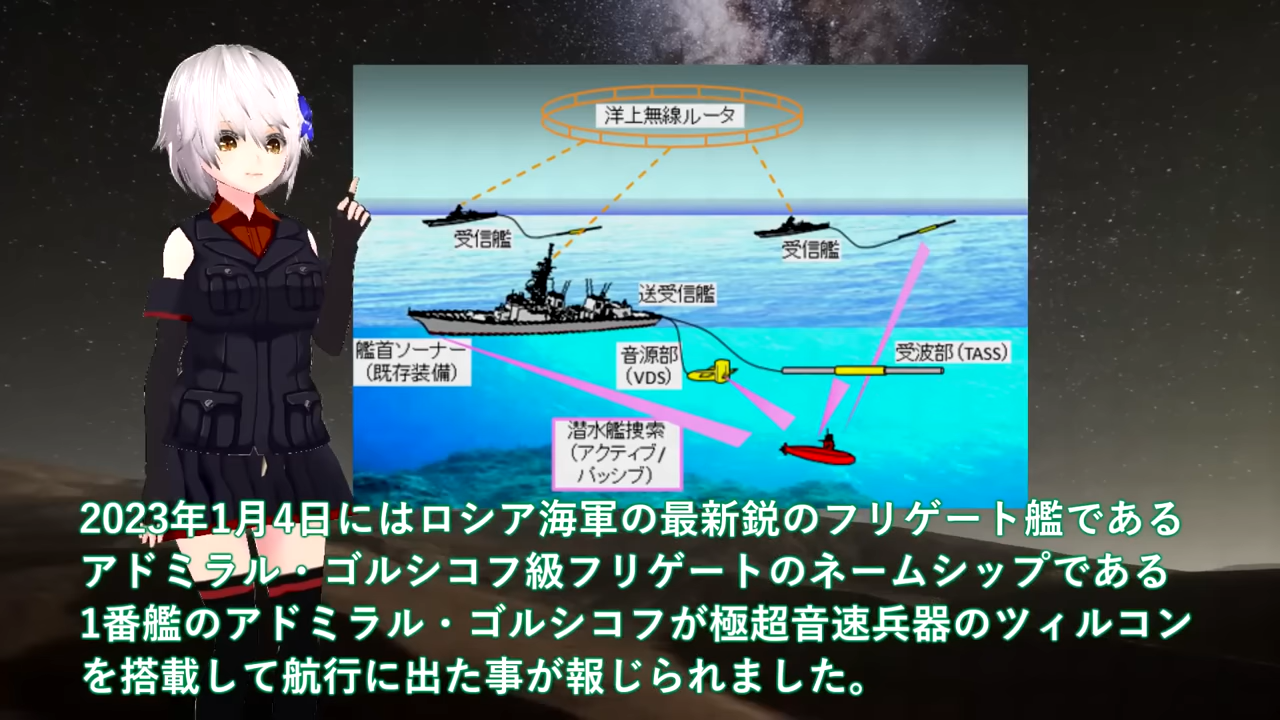 洋上無線ルータ
受信艦
受信艦
送受信艦
艦首ソーナー
（既存装備）
音源部
（VDS）
受波部（TASS）
潜水艦捜索
（アクティブ/
パッシブ）
2023年1月4日にはロシア海軍の最新鋭のフリゲート艦である
アドミラル・ゴルシコフ級フリゲートのネームシップである
1番艦のアドミラル・ゴルシコフが極超音速兵器のツィルコン
を搭載して航行に出た事が報じられました。